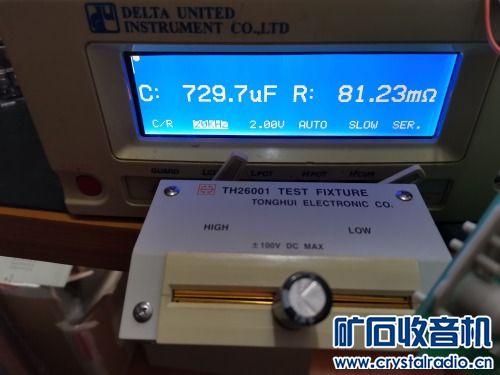 DELTA UNITED
INSTRUMENT CO.,LTD
C: 729.7uF R: 81.23mΩ
C/R 20KHz 2.00V AUTO SLOW SER.
GUARD
TH26001 TEST FIXTURE
TONGHUI ELECTRONIC CO.
HIGH LOW
±100V DC MAX
矿石收音机
www.crystalradio.cn